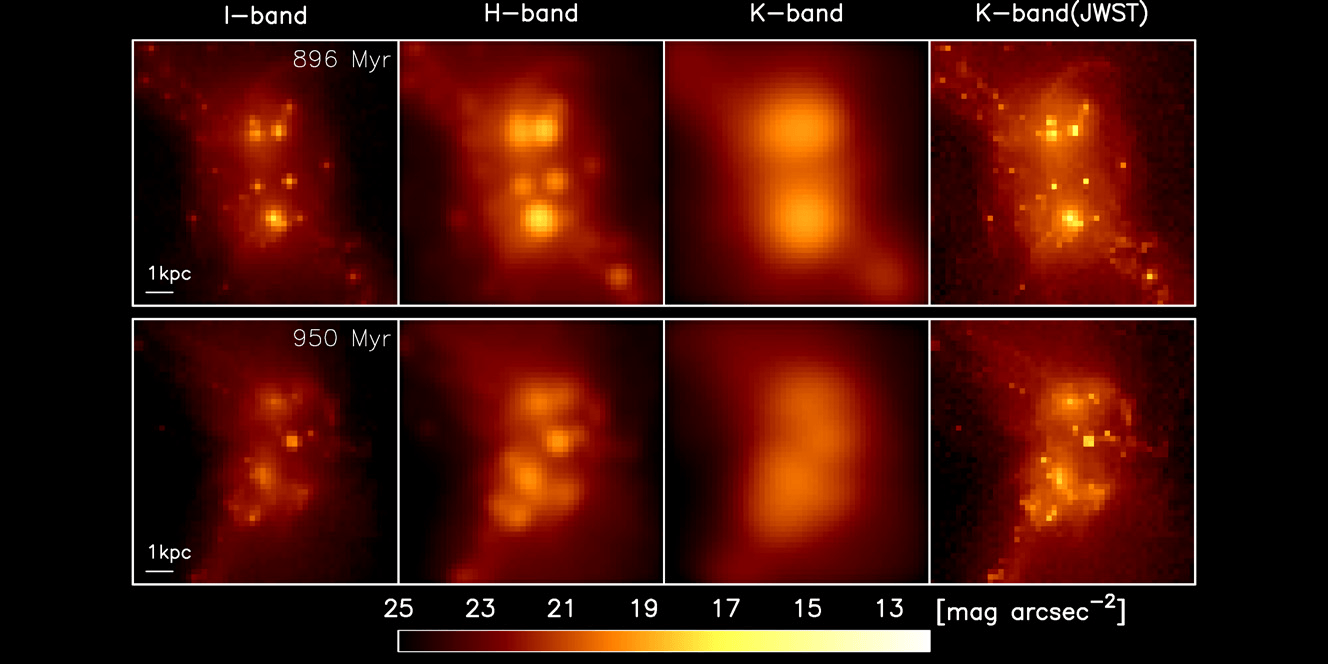 I-band H-band K-band K-band(JWST)
896 Myr
1kpc
950 Myr
1kpc
25 23 21 19 17 15 13 [mag arcsec⁻²]